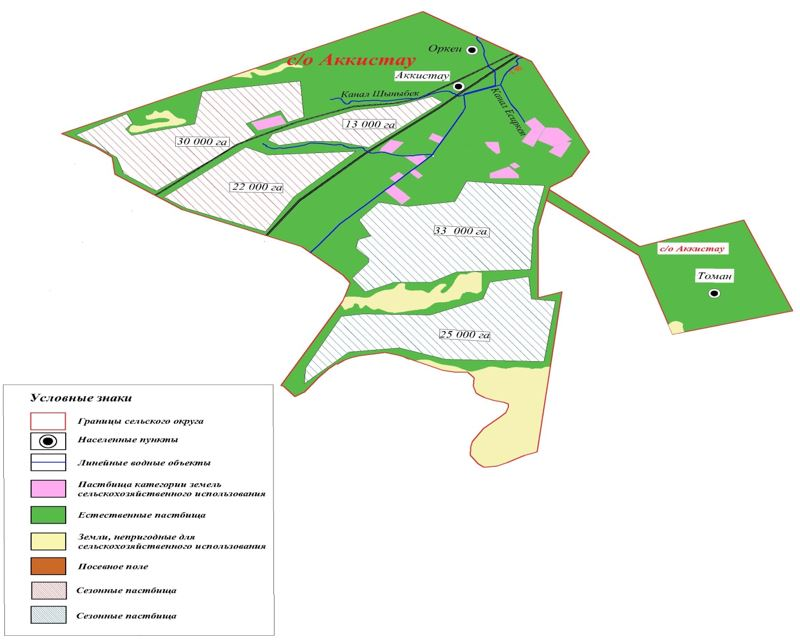 с/о Аккистау
Оркен
Аккистау
Канал Шыныбек
Канал Есиркеп
13 000 га
30 000 га
22 000 га
33 000 га
25 000 га
с/о Аккистау
Томан
Условные знаки
Границы сельского округа
Населенные пункты
Линейные водные объекты
Пастбища категории земель
сельскохозяйственного использования
Естественные пастбища
Земли, непригодные для
сельскохозяйственного использования
Посевное поле
Сезонные пастбища
Сезонные пастбища